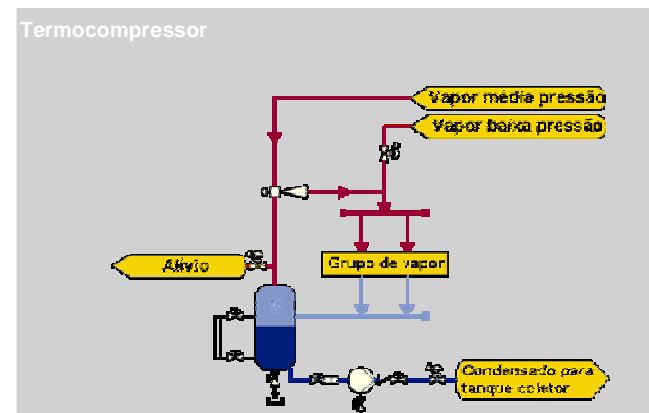 Termocompressor
Vapor média pressão
Vapor baixa pressão
Alívio
Grupo de vapor
Condensado para
tanque coletor